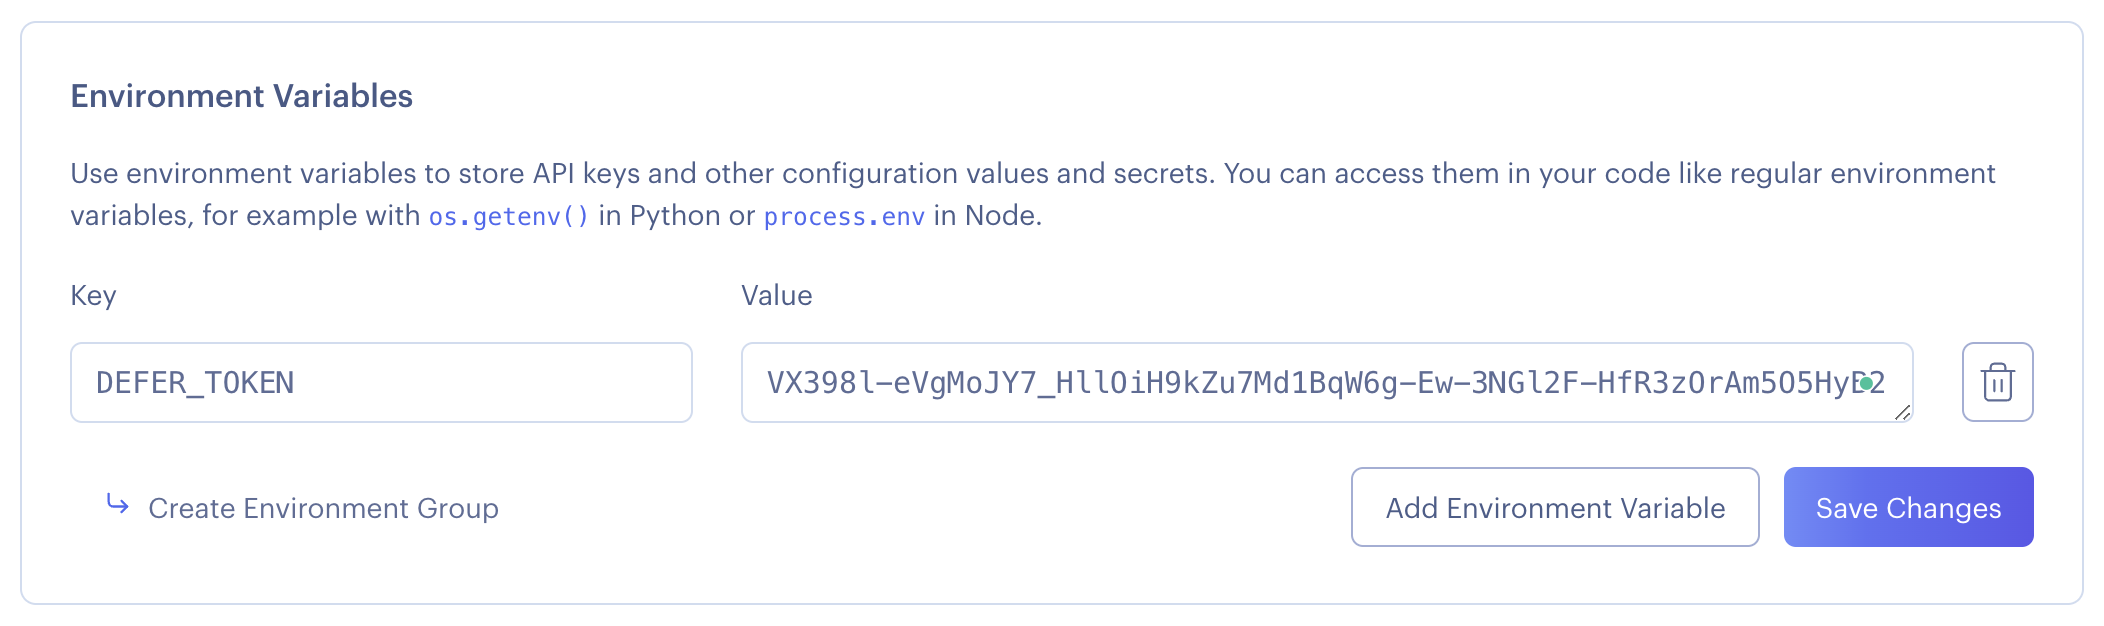 Environment Variables
Use environment variables to store API keys and other configuration values and secrets. You can access them in your code like regular environment
variables, for example with os.getenv() in Python or process.env in Node.
Key
Value
DEFER_TOKEN
VX398l-eVgMoJY7_HllOiH9kZu7Md1BqW6g-Ew-3NGl2F-HfR3zOrAm5O5HyB2
Create Environment Group
Add Environment Variable
Save Changes